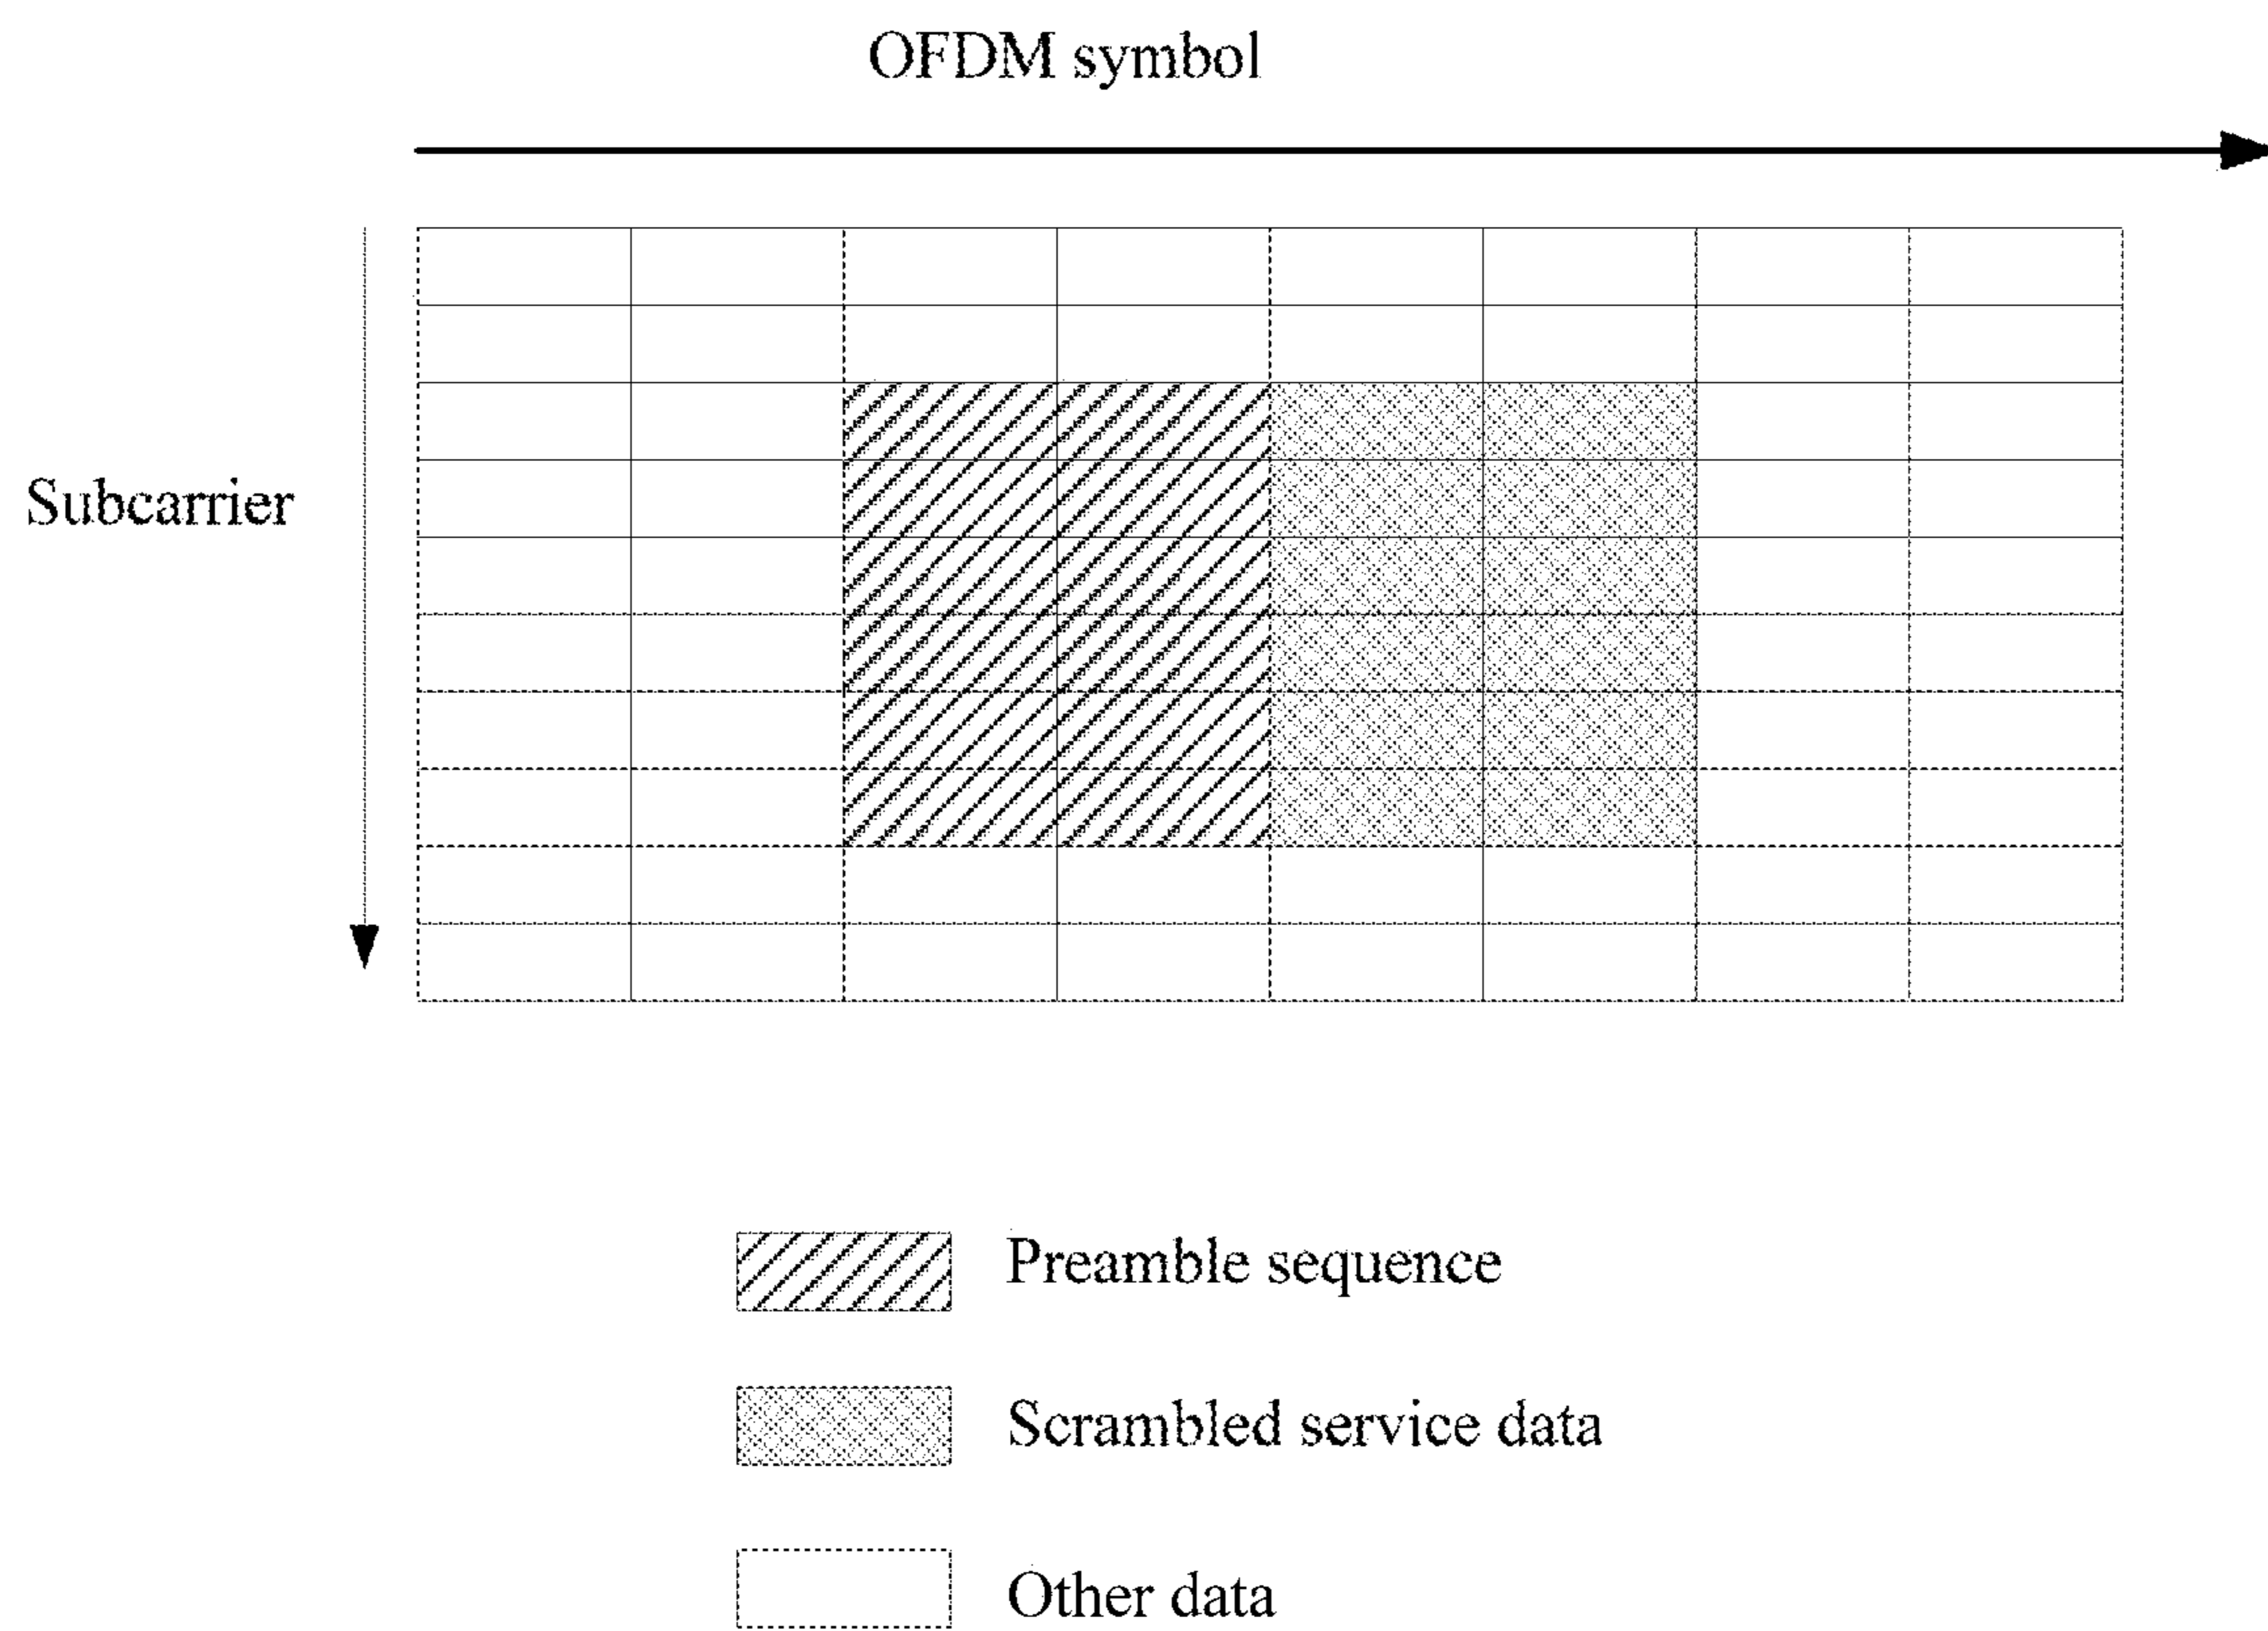 OFDM symbol
Subcarrier
Preamble sequence
Scrambled service data
Other data